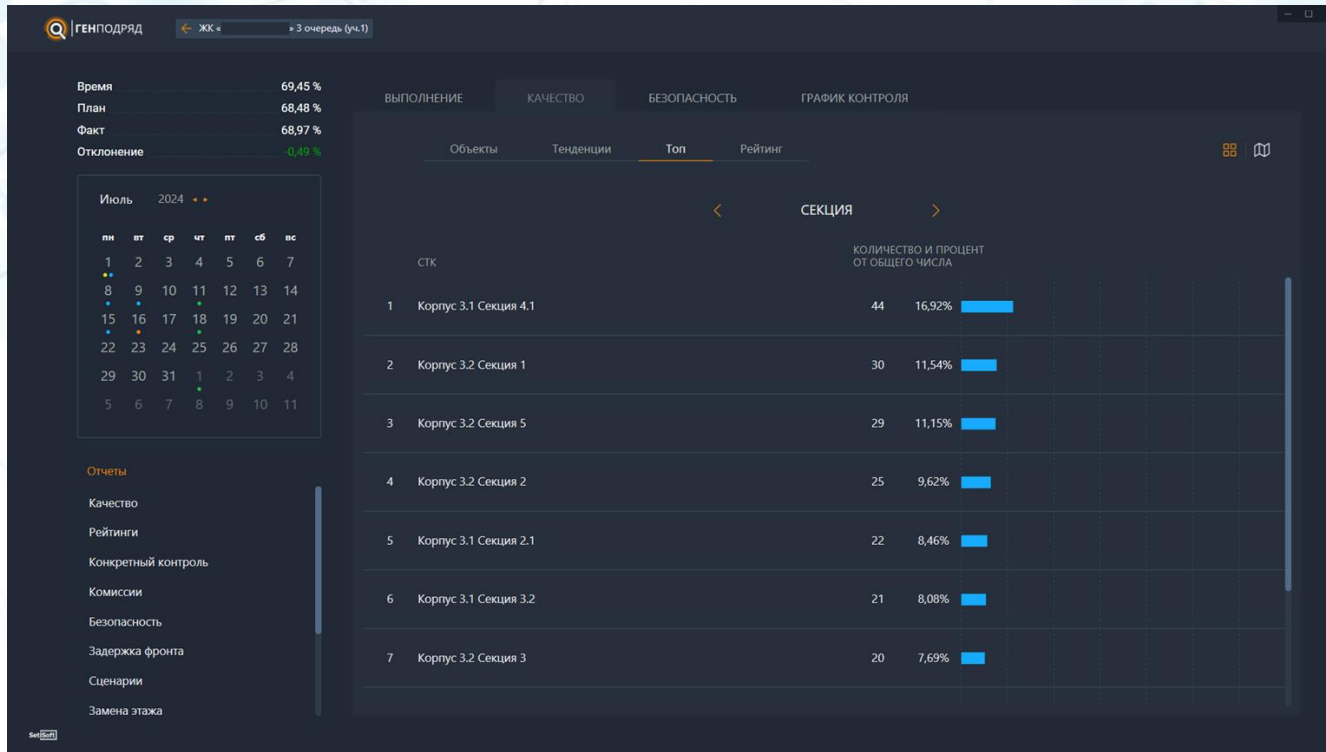 ГЕНПОДРЯД
ЖК « » 3 очередь (уч.1)
Время 69,45 %
План 68,48 %
Факт 68,97 %
Отклонение -0,49 %
ВЫПОЛНЕНИЕ КАЧЕСТВО БЕЗОПАСНОСТЬ ГРАФИК КОНТРОЛЯ
Объекты Тенденции Топ Рейтинг
Июль 2024
пн вт ср чт пт сб вс
1 2 3 4 5 6 7
8 9 10 11 12 13 14
15 16 17 18 19 20 21
22 23 24 25 26 27 28
29 30 31 1 2 3 4
5 6 7 8 9 10 11
Отчеты
Качество
Рейтинги
Конкретный контроль
Комиссии
Безопасность
Задержка фронта
Сценарии
Замена этажа
СЕКЦИЯ
СТК
КОЛИЧЕСТВО И ПРОЦЕНТ
ОТ ОБЩЕГО ЧИСЛА
1 Корпус 3.1 Секция 4.1 44 16,92%
2 Корпус 3.2 Секция 1 30 11,54%
3 Корпус 3.2 Секция 5 29 11,15%
4 Корпус 3.2 Секция 2 25 9,62%
5 Корпус 3.1 Секция 2.1 22 8,46%
6 Корпус 3.1 Секция 3.2 21 8,08%
7 Корпус 3.2 Секция 3 20 7,69%
SetlSoft